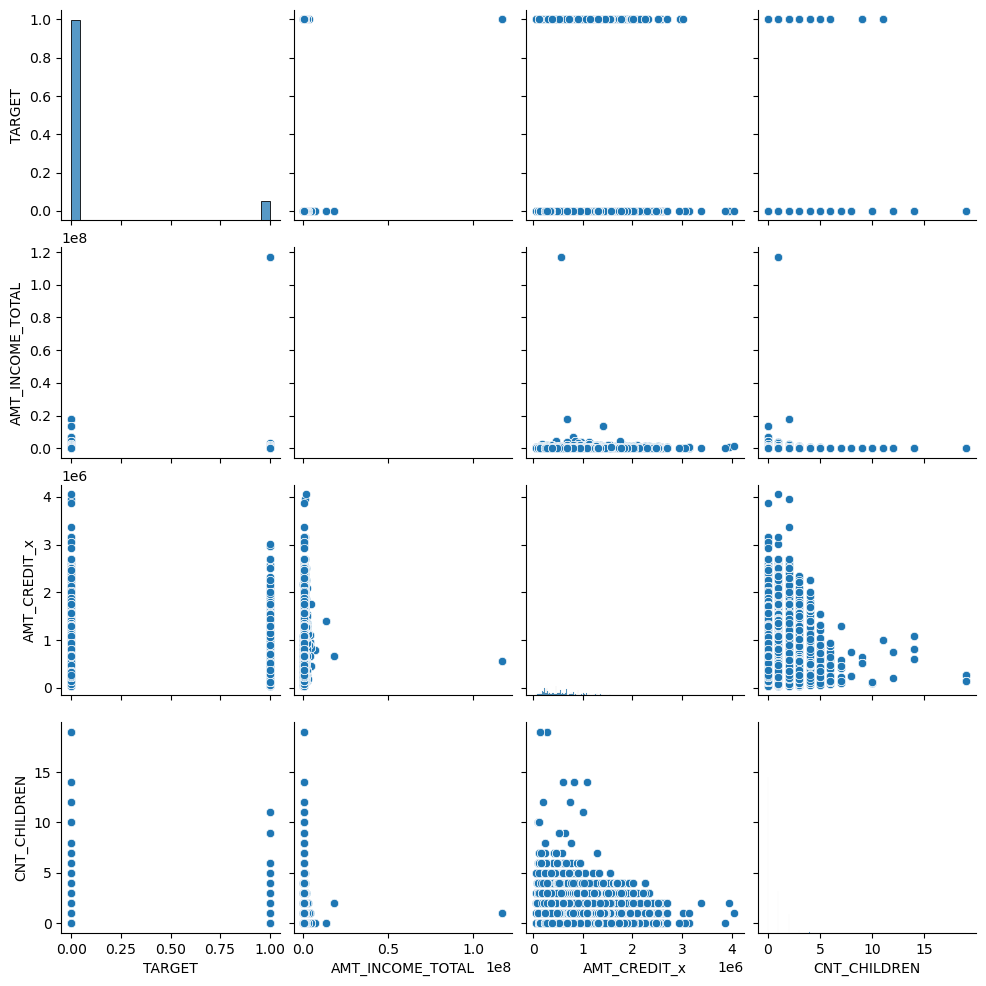 1.0
0.8
0.6
0.4
0.2
0.0
TARGET
1e8
1.2
1.0
0.8
0.6
0.4
0.2
0.0
AMT_INCOME_TOTAL
1e6
4
3
2
1
0
AMT_CREDIT_x
15
10
5
0
CNT_CHILDREN
0.00 0.25 0.50 0.75 1.00
TARGET
0.0 0.5 1.0
AMT_INCOME_TOTAL 1e8
0 1 2 3 4
AMT_CREDIT_x 1e6
0 5 10 15
CNT_CHILDREN